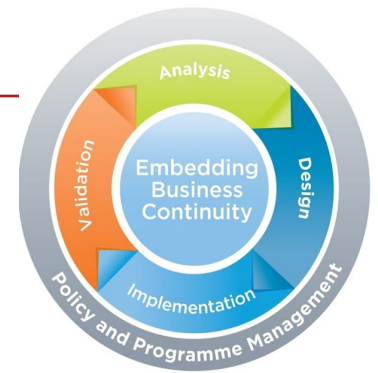 Analysis
Design
Implementation
Validation
Embedding
Business
Continuity
Policy and Programme Management